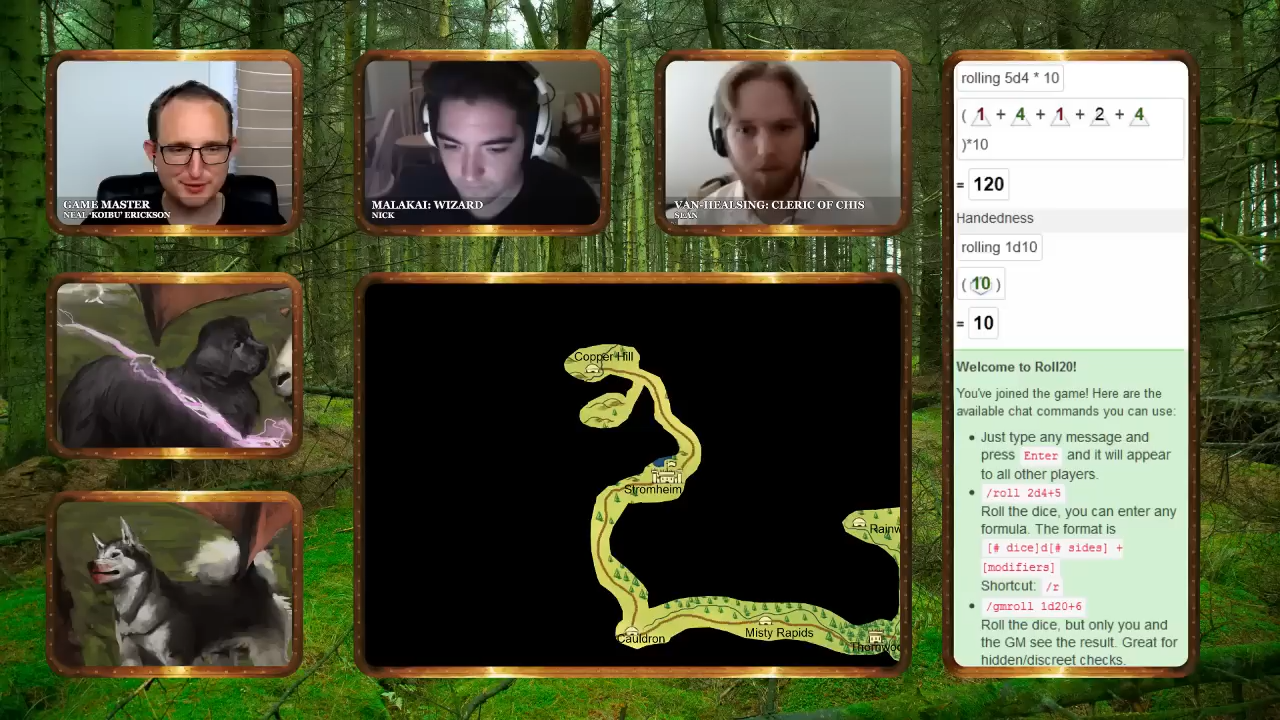 GAME MASTER
NEAL 'KOIBU' ERICKSON
MALAKAI: WIZARD
NICK
VAN-HEALSING: CLERIC OF CHIS
SEAN
Copper Hill
Stromheim
Rainw
Cauldron
Misty Rapids
Thornwoo
rolling 5d4 * 10
( 1 + 4 + 1 + 2 + 4
)*10
= 120
Handedness
rolling 1d10
( 10 )
= 10
Welcome to Roll20!
You've joined the game! Here are the
available chat commands you can use:
• Just type any message and
press Enter and it will appear
to all other players.
• /roll 2d4+5
Roll the dice, you can enter any
formula. The format is
[# dice]d[# sides] +
[modifiers]
Shortcut: /r
• /gmroll 1d20+6
Roll the dice, but only you and
the GM see the result. Great for
hidden/discreet checks.